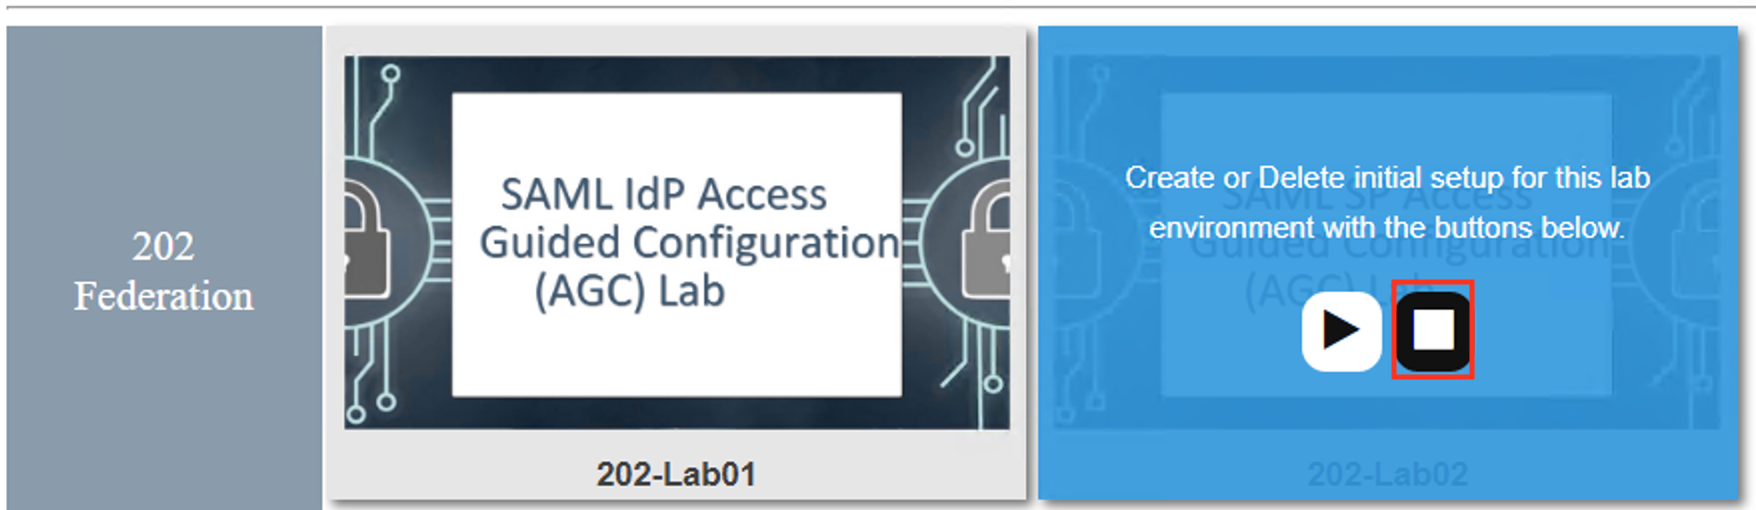 202
Federation
SAML IdP Access
Guided Configuration
(AGC) Lab
202-Lab01
Create or Delete initial setup for this lab
environment with the buttons below.
SAML SP Access
Guided Configuration
(AGC) Lab
202-Lab02